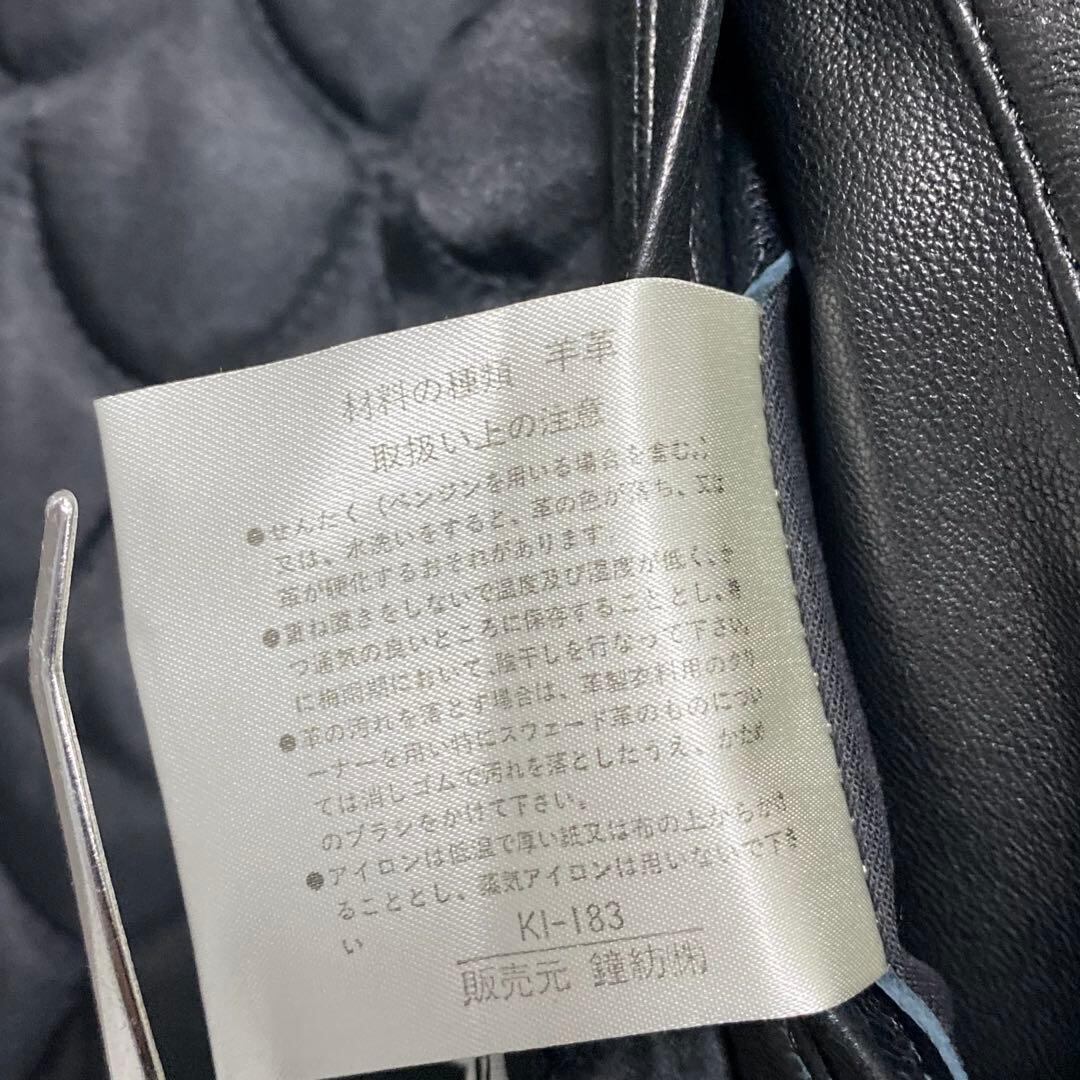 材料の種類 羊革
取扱い上の注意
●せんたく（ベンジンを用いる場合を含む。）
又は、水洗いをすると、革の色が落ち、又は
革が硬化するおそれがあります。
●重ね置きをしないで温度及び湿度が低く、か
つ通気の良いところに保存することとし、特
に梅雨期において、陰干しを行なって下さい。
●革の汚れを落とす場合は、革製衣料用のクリ
ーナーを用い特にスウェード革のものについ
ては消しゴムで汚れを落としたうえ、かため
のブラシをかけて下さい。
●アイロンは低温で厚い紙又は布の上からかけ
ることとし、蒸気アイロンは用いないで下さ
い
KI-183
販売元 鐘紡㈱